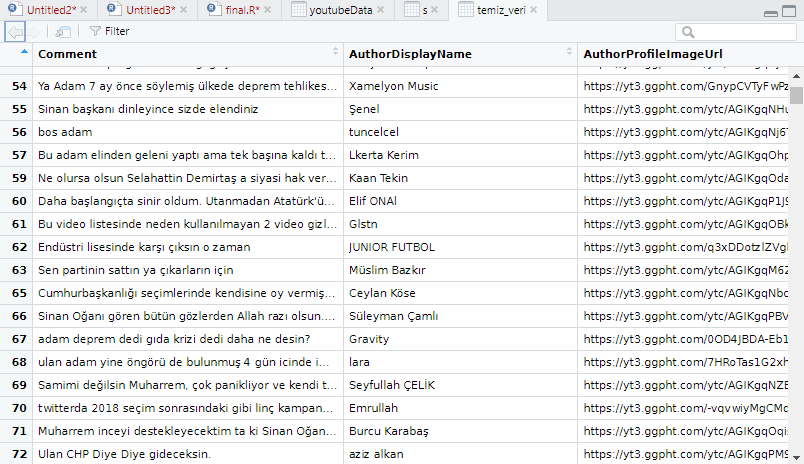 Untitled2* Untitled3* final.R* youtubeData s temiz_veri
Filter
Comment AuthorDisplayName AuthorProfileImageUrl
54 Ya Adam 7 ay önce söylemiş ülkede deprem tehlikes... Xamelyon Music https://yt3.ggpht.com/GnypCVTyFwPz
55 Sinan başkanı dinleyince sizde elendiniz Şenel https://yt3.ggpht.com/ytc/AGIKgqNHu
56 bos adam tuncelcel https://yt3.ggpht.com/ytc/AGIKgqNj6T
57 Bu adam elinden geleni yaptı ama tek başına kaldı t... Lkerta Kerim https://yt3.ggpht.com/ytc/AGIKgqOhp
59 Ne olursa olsun Selahattin Demirtaş a siyasi hak ver... Kaan Tekin https://yt3.ggpht.com/ytc/AGIKgqOda
60 Daha başlangıçta sinir oldum. Utanmadan Atatürk'ü... Elif ONAl https://yt3.ggpht.com/ytc/AGIKgqP1J9
61 Bu video listesinde neden kullanılmayan 2 video gizl... Glstn https://yt3.ggpht.com/ytc/AGIKgqOBk
62 Endüstri lisesinde karşı çıksın o zaman JUNIOR FUTBOL https://yt3.ggpht.com/q3xDDotzlZVgl
63 Sen partinin sattın ya çıkarların için Müslim Bazkır https://yt3.ggpht.com/ytc/AGIKgqM6Z
65 Cumhurbaşkanlığı seçimlerinde kendisine oy vermiş... Ceylan Köse https://yt3.ggpht.com/ytc/AGIKgqNbc
66 Sinan Oğanı gören bütün gözlerden Allah razı olsun.... Süleyman Çamlı https://yt3.ggpht.com/ytc/AGIKgqPBV
67 adam deprem dedi gıda krizi dedi daha ne desin? Gravity https://yt3.ggpht.com/0OD4JBDA-Eb1
68 ulan adam yine öngörü de bulunmuş 4 gün icinde i... lara https://yt3.ggpht.com/7HRoTas1G2xh
69 Samimi değilsin Muharrem, çok panikliyor ve kendi t... Seyfullah ÇELİK https://yt3.ggpht.com/ytc/AGIKgqNZE
70 twitterda 2018 seçim sonrasındaki gibi linç kampan... Emrullah https://yt3.ggpht.com/-vqvwiyMgCMc
71 Muharrem inceyi destekleyecektim ta ki Sinan Oğan... Burcu Karabaş https://yt3.ggpht.com/ytc/AGIKgqOqi
72 Ulan CHP Diye Diye gideceksin. aziz alkan https://yt3.ggpht.com/ytc/AGIKgqPM9